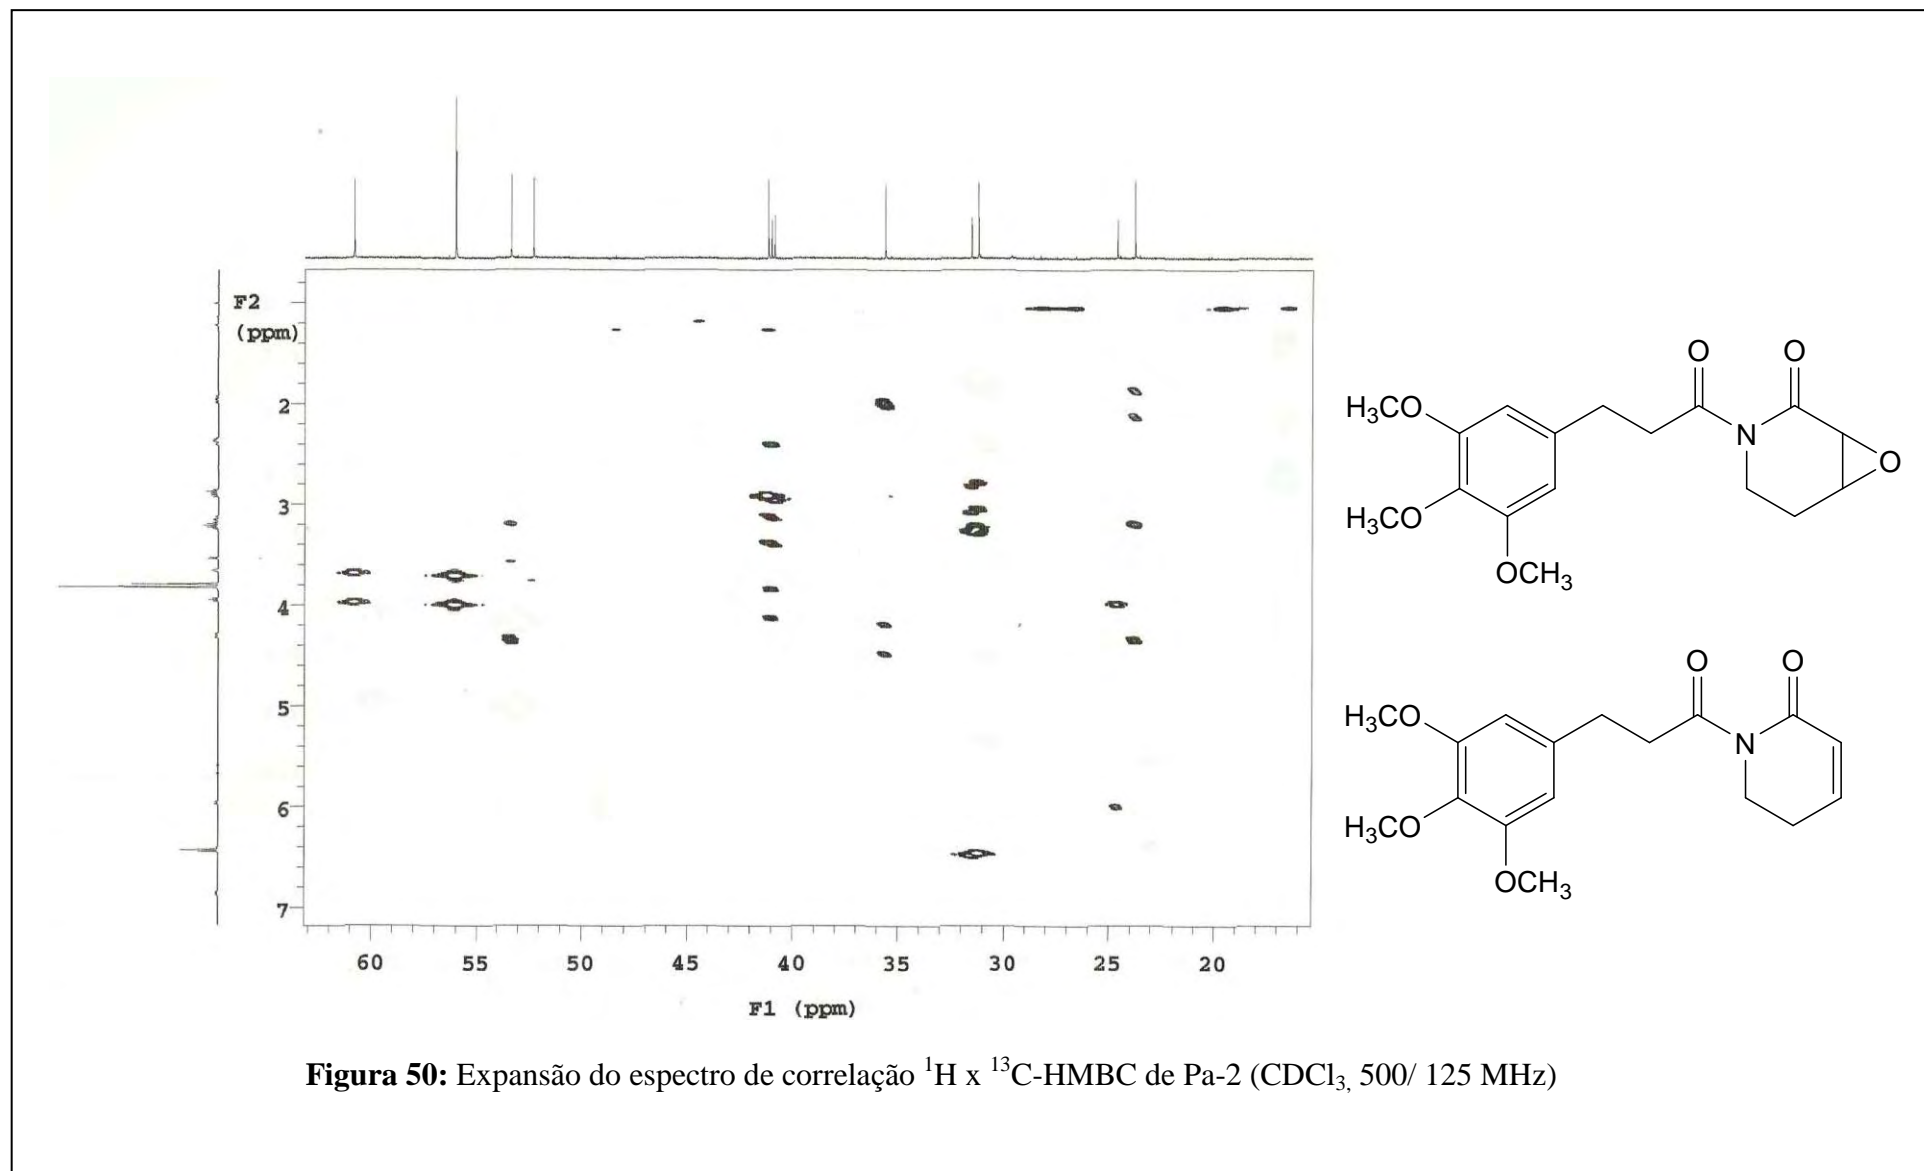 F2
(ppm)
2
3
4
5
6
7
60 55 50 45 40 35 30 25 20
F1 (ppm)
O O
H₃CO
N
O
H₃CO
OCH₃
O O
H₃CO
N
H₃CO
OCH₃
Figura 50: Expansão do espectro de correlação ¹H x ¹³C-HMBC de Pa-2 (CDCl₃, 500/ 125 MHz)